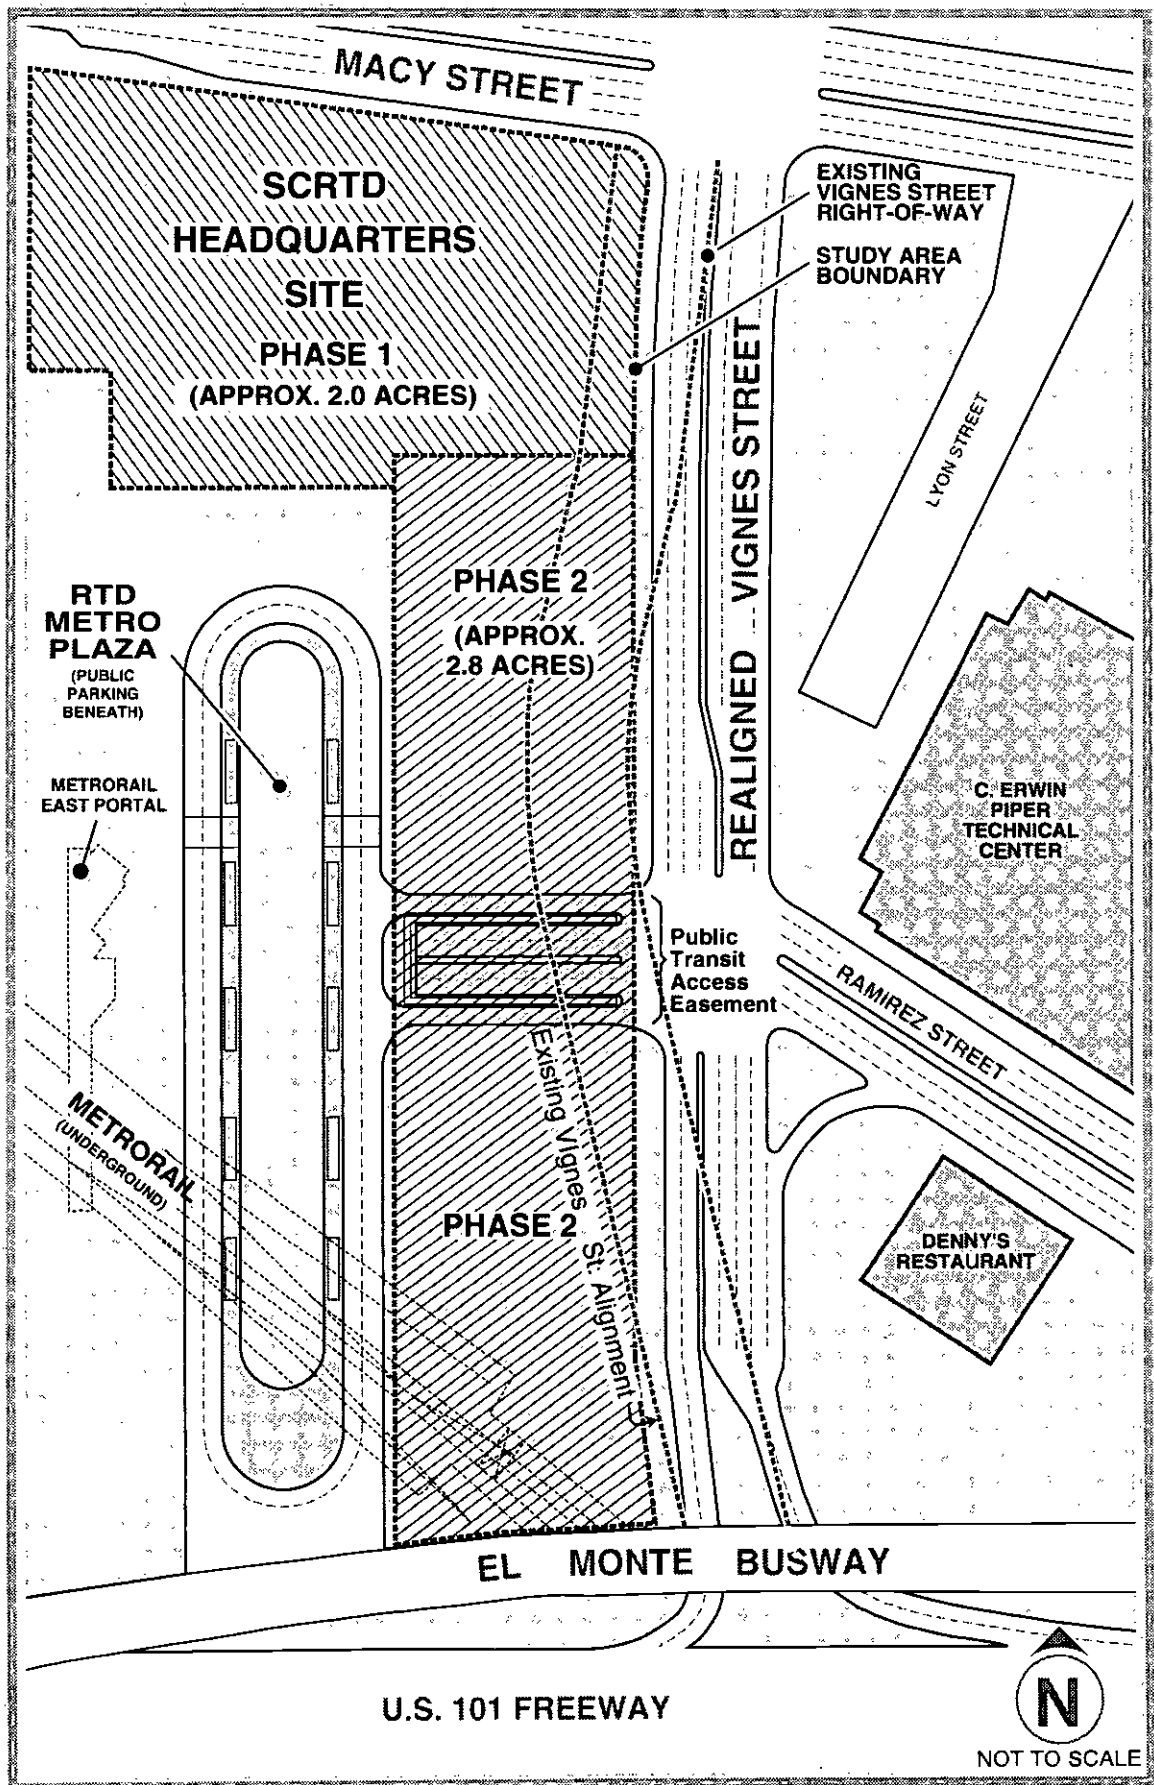 MACY STREET
SCRTD
HEADQUARTERS
SITE
PHASE 1
(APPROX. 2.0 ACRES)
EXISTING
VIGNES STREET
RIGHT-OF-WAY
STUDY AREA
BOUNDARY
REALIGNED VIGNES STREET
LYON STREET
PHASE 2
(APPROX.
2.8 ACRES)
RTD
METRO
PLAZA
(PUBLIC
PARKING
BENEATH)
METRORAIL
EAST PORTAL
C. ERWIN
PIPER
TECHNICAL
CENTER
Public
Transit
Access
Easement
RAMIREZ STREET
Existing Vignes St. Alignment
METRORAIL
(UNDERGROUND)
PHASE 2
DENNY'S
RESTAURANT
EL MONTE BUSWAY
U.S. 101 FREEWAY
N
NOT TO SCALE